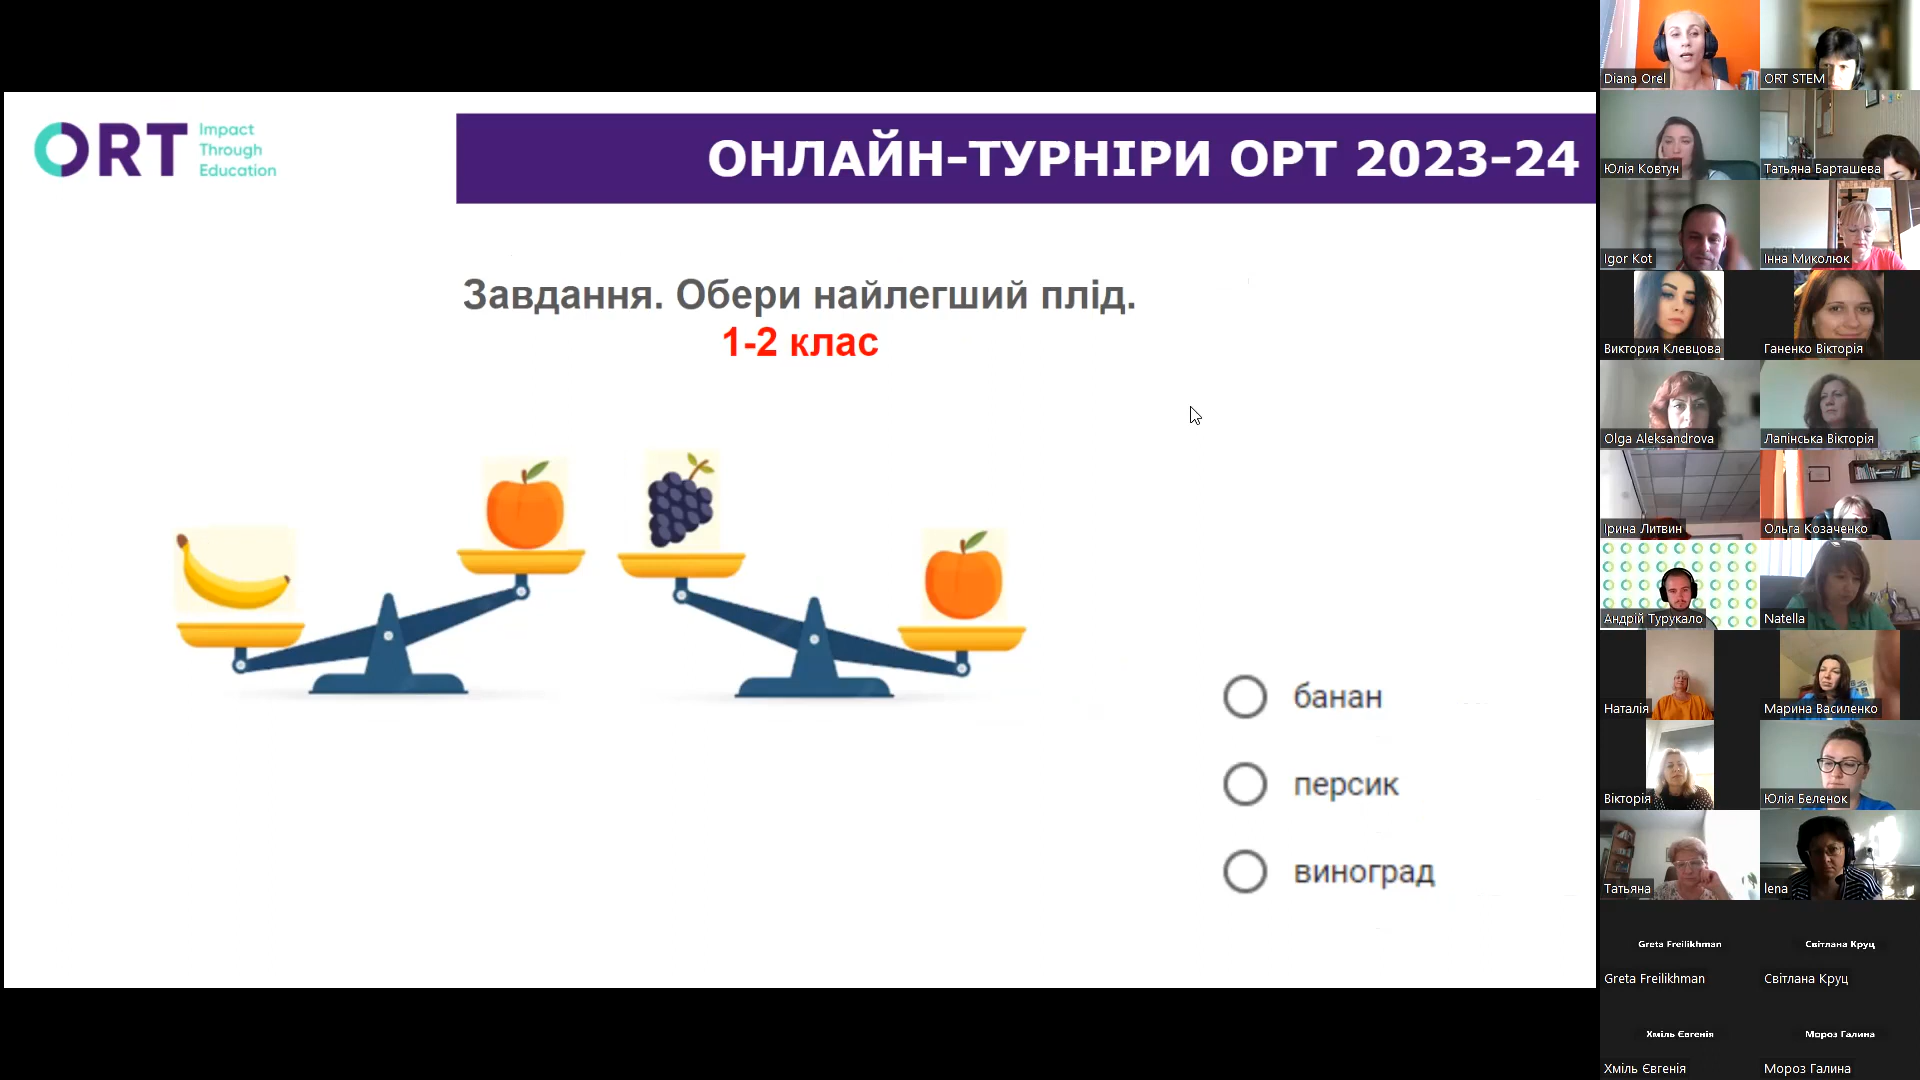 ORT
Impact
Through
Education
ОНЛАЙН-ТУРНІРИ ОРТ 2023-24
Завдання. Обери найлегший плід.
1-2 клас
банан
персик
виноград
Diana Orel
ORT STEM
Юлія Ковтун
Татьяна Барташева
Igor Kot
Інна Миколюк
Виктория Клевцова
Ганенко Вікторія
Olga Aleksandrova
Лапінська Вікторія
Ірина Литвин
Ольга Козаченко
Андрій Турукало
Natella
Наталія
Марина Василенко
Вікторія
Юлія Беленок
Татьяна
lena
Greta Freilikhman
Світлана Круц
Greta Freilikhman
Світлана Круц
Хміль Євгенія
Мороз Галина
Хміль Євгенія
Мороз Галина